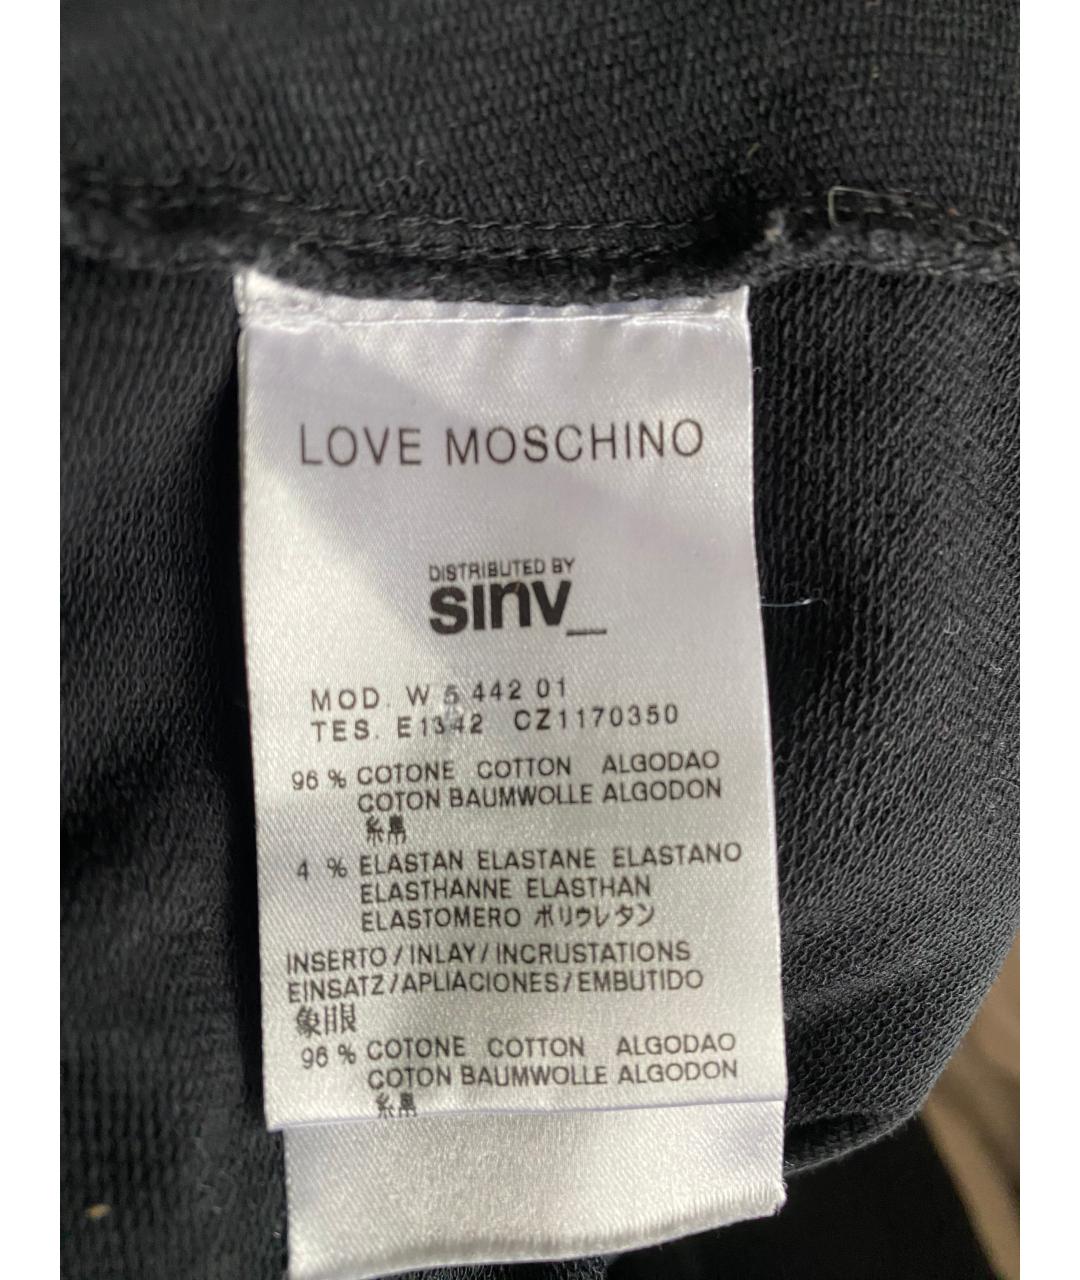 LOVE MOSCHINO
DISTRIBUTED BY
sinv_
MOD. W 5 442 01
TES. E1342 CZ1170350
96 % COTONE COTTON ALGODAO
COTON BAUMWOLLE ALGODON
4 % ELASTAN ELASTANE ELASTANO
ELASTHANNE ELASTHAN
ELASTOMERO ポリウレタン
INSERTO / INLAY / INCRUSTATIONS
EINSATZ / APLIACIONES / EMBUTIDO
象眼
96 % COTONE COTTON ALGODAO
COTON BAUMWOLLE ALGODON